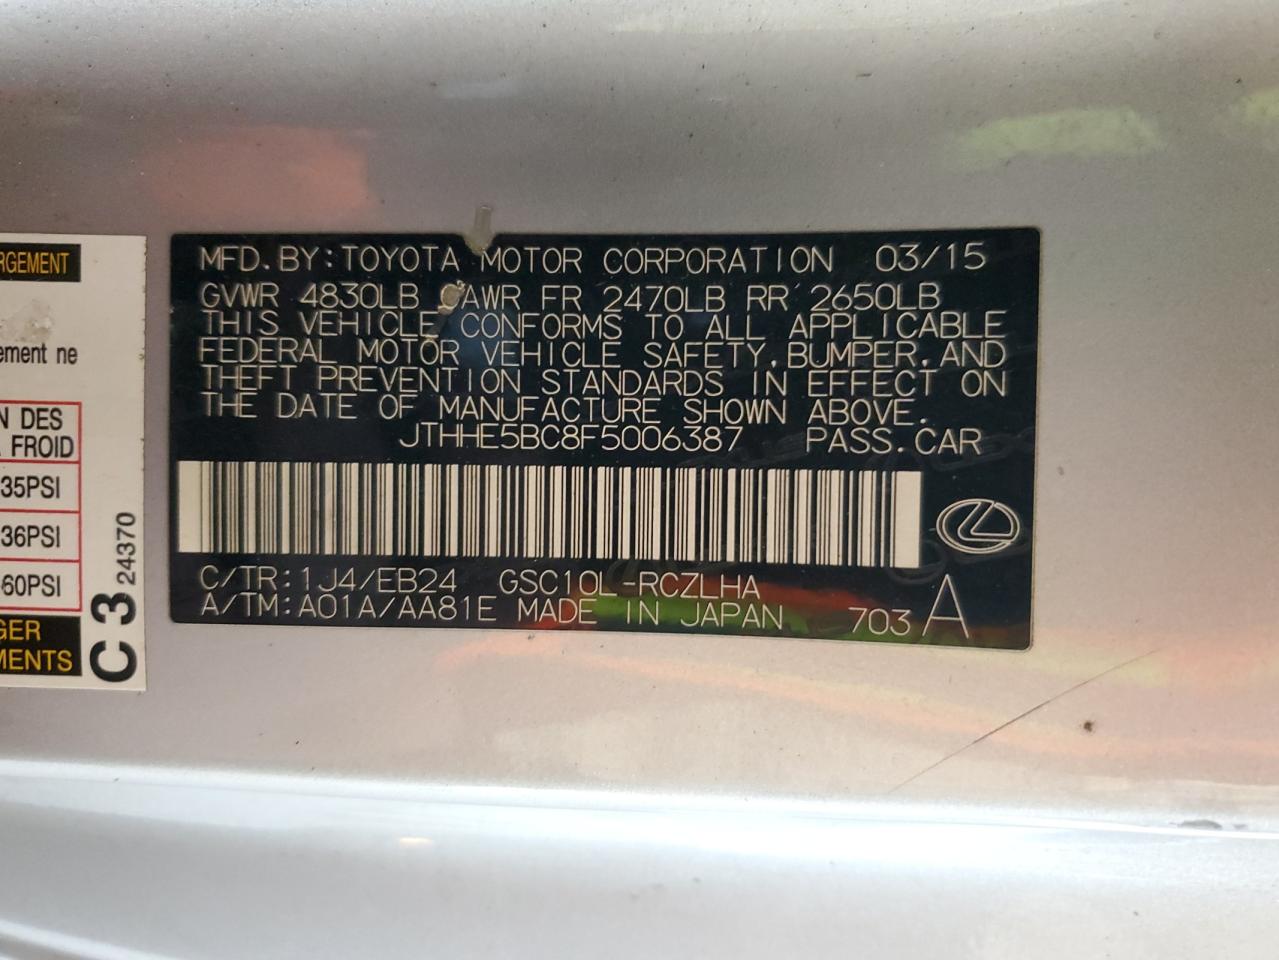 RGEMENT
ement ne
N DES
A FROID
35PSI
36PSI
60PSI
GER
MENTS
C3 24370
MFD.BY:TOYOTA MOTOR CORPORATION 03/15
GVWR 4830LB GAWR FR 2470LB RR 2650LB
THIS VEHICLE CONFORMS TO ALL APPLICABLE
FEDERAL MOTOR VEHICLE SAFETY,BUMPER,AND
THEFT PREVENTION STANDARDS IN EFFECT ON
THE DATE OF MANUFACTURE SHOWN ABOVE.
JTHHE5BC8F5006387 PASS.CAR
C/TR:1J4/EB24 GSC10L-RCZLHA
A/TM:A01A/AA81E MADE IN JAPAN 703 A